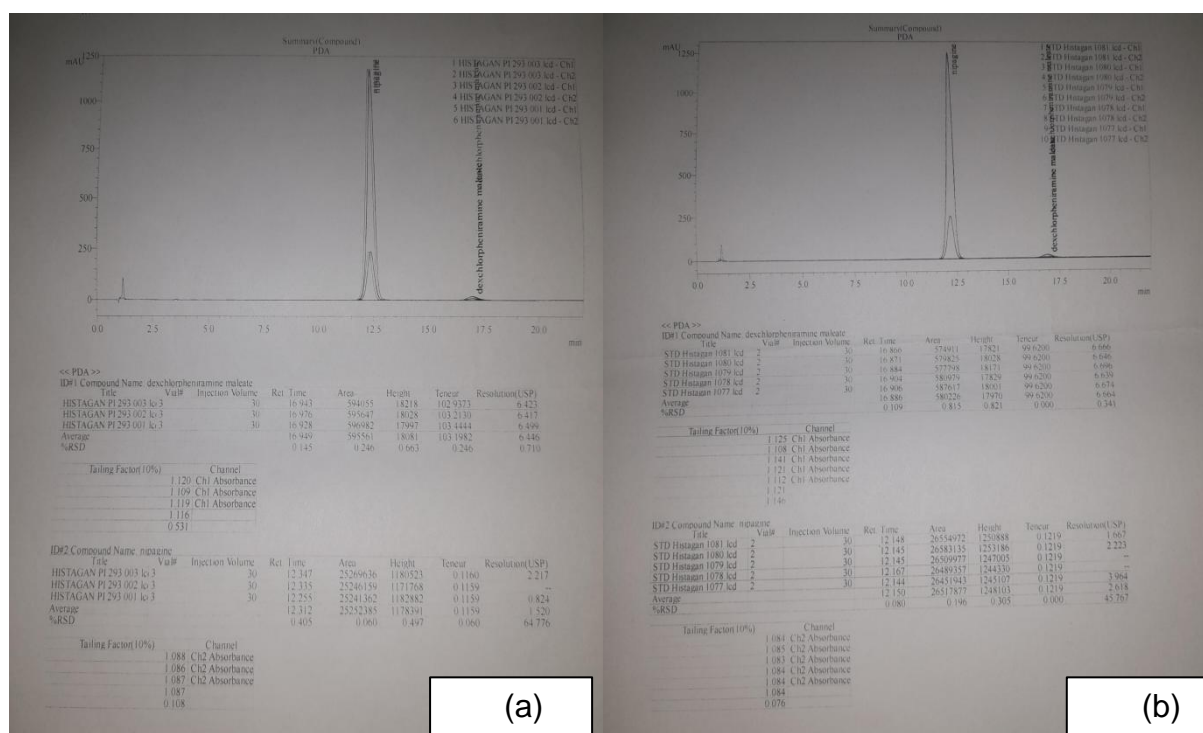 Summary(Compound)
PDA
mAU
1250
1000
750
500
250
0
0.0 2.5 5.0 7.5 10.0 12.5 15.0 17.5 20.0
min
nipagine
dexchlorpheniramine
1 HISTAGAN PI 293 003 lcd - Ch1
2 HISTAGAN PI 293 003 lcd - Ch2
3 HISTAGAN PI 293 002 lcd - Ch1
4 HISTAGAN PI 293 002 lcd - Ch2
5 HISTAGAN PI 293 001 lcd - Ch1
6 HISTAGAN PI 293 001 lcd - Ch2
<< PDA >>
ID#1 Compound Name: dexchlorpheniramine maleate
Title Vial# Injection Volume Ret. Time Area Height Teneur Resolution(USP)
HISTAGAN PI 293 003 lo 3 30 16.943 594055 18218 102.9373 6.423
HISTAGAN PI 293 002 lo 3 30 16.976 595647 18028 103.2130 6.417
HISTAGAN PI 293 001 lo 3 30 16.928 596982 17997 103.4444 6.499
Average 16.949 595561 18081 103.1982 6.446
%RSD 0.145 0.246 0.663 0.246 0.710
Tailing Factor(10%) Channel
1.120 Ch1 Absorbance
1.109 Ch1 Absorbance
1.119 Ch1 Absorbance
1.116
0.531
ID#2 Compound Name: nipagine
Title Vial# Injection Volume Ret. Time Area Height Teneur Resolution(USP)
HISTAGAN PI 293 003 lo 3 30 12.347 25269636 1180523 0.1160 2.217
HISTAGAN PI 293 002 lo 3 30 12.335 25246159 1171768 0.1159 --
HISTAGAN PI 293 001 lo 3 30 12.255 25241362 1182882 0.1159 0.824
Average 12.312 25252385 1178391 0.1159 1.520
%RSD 0.405 0.060 0.497 0.060 64.776
Tailing Factor(10%) Channel
1.088 Ch2 Absorbance
1.086 Ch2 Absorbance
1.087 Ch2 Absorbance
1.087
0.108
(a)
Summary(Compound)
PDA
mAU
1250
1000
750
500
250
0
0.0 2.5 5.0 7.5 10.0 12.5 15.0 17.5 20.0
min
nipagine
dexchlorpheniramine maleate
1 STD Histagan 1081 lcd - Ch1
2 STD Histagan 1081 lcd - Ch2
3 STD Histagan 1080 lcd - Ch1
4 STD Histagan 1080 lcd - Ch2
5 STD Histagan 1079 lcd - Ch1
6 STD Histagan 1079 lcd - Ch2
7 STD Histagan 1078 lcd - Ch1
8 STD Histagan 1078 lcd - Ch2
9 STD Histagan 1077 lcd - Ch1
10 STD Histagan 1077 lcd - Ch2
<< PDA >>
ID#1 Compound Name: dexchlorpheniramine maleate
Title Vial# Injection Volume Ret. Time Area Height Teneur Resolution(USP)
STD Histagan 1081 lcd 2 30 16.866 574911 17821 99.6200 6.666
STD Histagan 1080 lcd 2 30 16.871 579825 18028 99.6200 6.646
STD Histagan 1079 lcd 2 30 16.884 577798 18171 99.6200 6.696
STD Histagan 1078 lcd 2 30 16.904 580979 17829 99.6200 6.639
STD Histagan 1077 lcd 2 30 16.906 587617 18001 99.6200 6.674
Average 16.886 580226 17970 99.6200 6.664
%RSD 0.109 0.815 0.821 0.000 0.341
Tailing Factor(10%) Channel
1.125 Ch1 Absorbance
1.108 Ch1 Absorbance
1.141 Ch1 Absorbance
1.121 Ch1 Absorbance
1.112 Ch1 Absorbance
1.121
1.146
ID#2 Compound Name: nipagine
Title Vial# Injection Volume Ret. Time Area Height Teneur Resolution(USP)
STD Histagan 1081 lcd 2 30 12.148 26554972 1250888 0.1219 1.667
STD Histagan 1080 lcd 2 30 12.145 26583135 1253186 0.1219 2.223
STD Histagan 1079 lcd 2 30 12.145 26509977 1247005 0.1219 --
STD Histagan 1078 lcd 2 30 12.167 26489357 1244330 0.1219 3.964
STD Histagan 1077 lcd 2 30 12.144 26451943 1245107 0.1219 2.618
Average 12.150 26517877 1248103 0.1219
%RSD 0.080 0.196 0.305 0.000 45.767
Tailing Factor(10%) Channel
1.084 Ch2 Absorbance
1.085 Ch2 Absorbance
1.083 Ch2 Absorbance
1.084 Ch2 Absorbance
1.084 Ch2 Absorbance
1.084
0.076
(b)